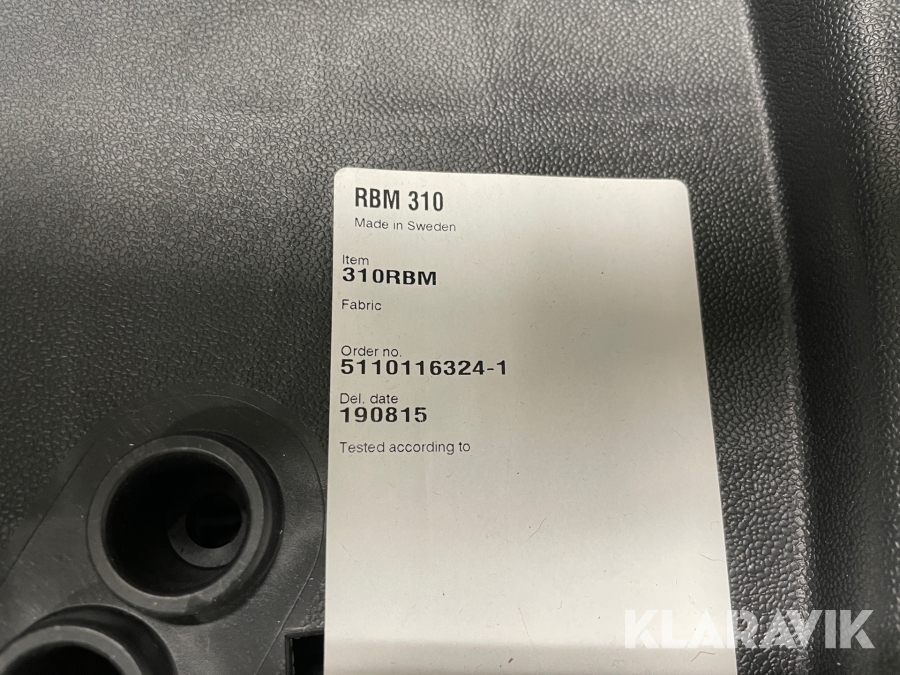 RBM 310
Made in Sweden
Item
310RBM
Fabric
Order no.
5110116324-1
Del. date
190815
Tested according to
KLARAVIK